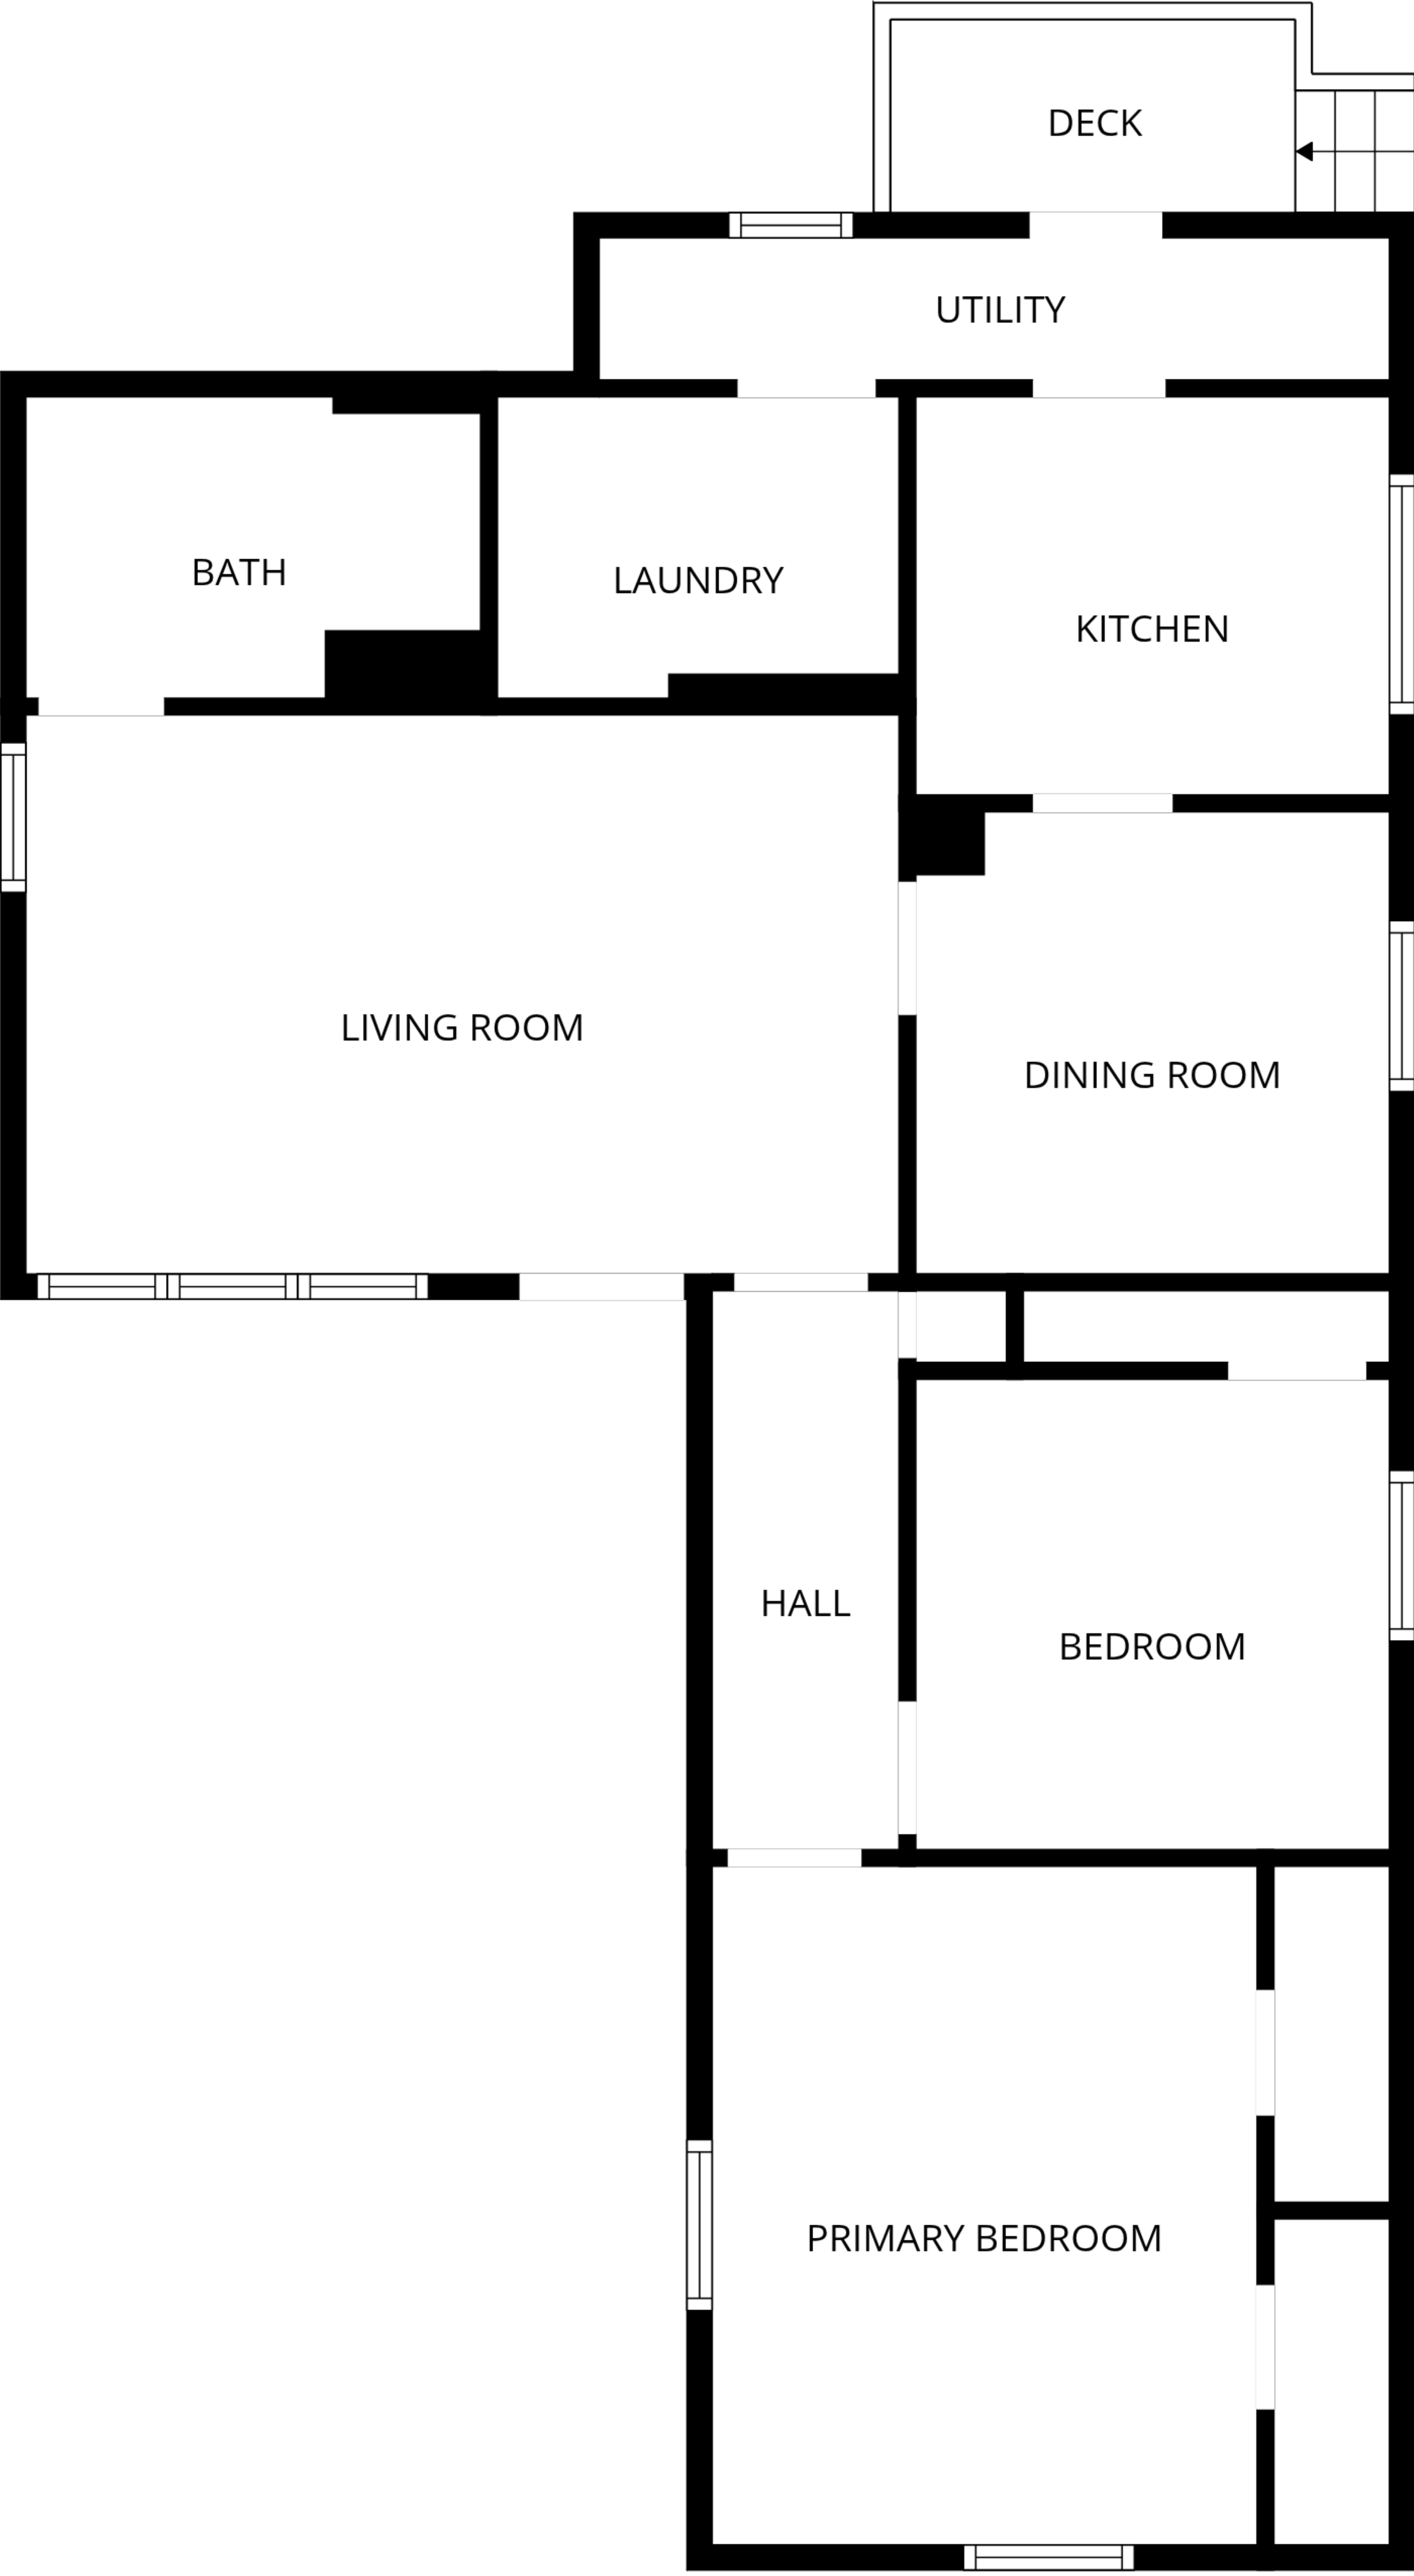 DECK
UTILITY
BATH
LAUNDRY
KITCHEN
LIVING ROOM
DINING ROOM
HALL
BEDROOM
PRIMARY BEDROOM